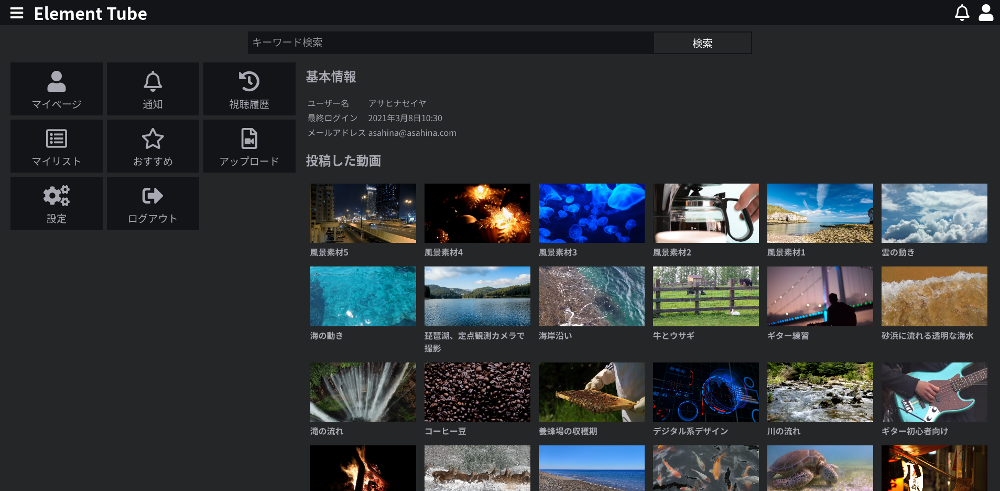 Element Tube
キーワード検索
検索
マイページ
通知
視聴履歴
マイリスト
おすすめ
アップロード
設定
ログアウト
基本情報
ユーザー名 アサヒナセイヤ
最終ログイン 2021年3月8日10:30
メールアドレス asahina@asahina.com
投稿した動画
風景素材5
風景素材4
風景素材3
風景素材2
風景素材1
雲の動き
海の動き
琵琶湖、定点観測カメラで
撮影
海岸沿い
牛とウサギ
ギター練習
砂浜に流れる透明な海水
滝の流れ
コーヒー豆
養蜂場の収穫期
デジタル系デザイン
川の流れ
ギター初心者向け